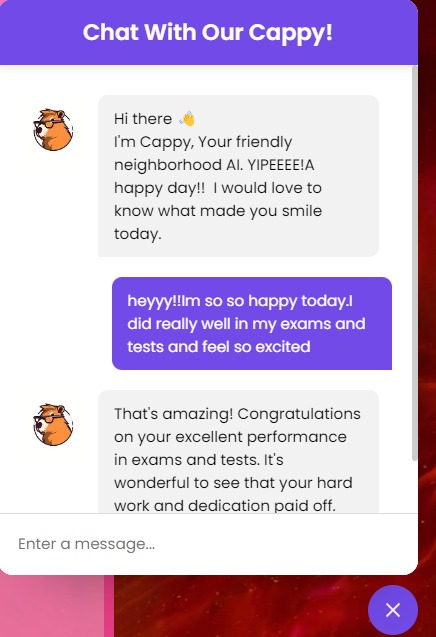 Chat With Our Cappy!
Hi there 👋
I'm Cappy, Your friendly
neighborhood AI. YIPEEEE!A
happy day!!  I would love to
know what made you smile
today.
heyyy!!Im so so happy today.I
did really well in my exams and
tests and feel so excited
That's amazing! Congratulations
on your excellent performance
in exams and tests. It's
wonderful to see that your hard
work and dedication paid off.
Enter a message...